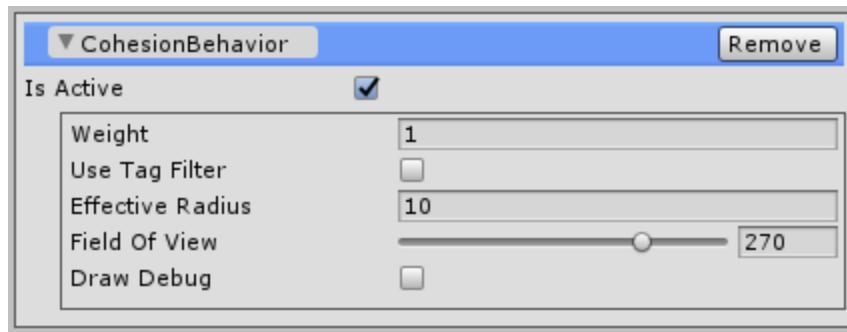 CohesionBehavior Remove
Is Active
Weight 1
Use Tag Filter
Effective Radius 10
Field Of View 270
Draw Debug